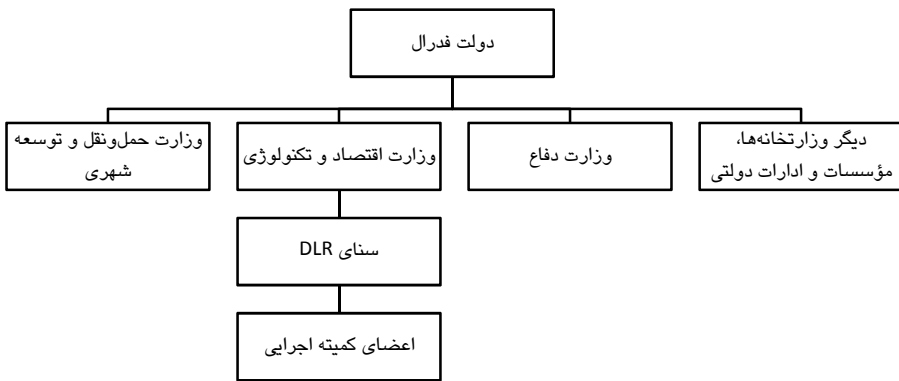 دولت فدرال
دیگر وزارتخانه‌ها،
مؤسسات و ادارات دولتی
وزارت دفاع
وزارت اقتصاد و تکنولوژی
وزارت حمل‌ونقل و توسعه
شهری
سنای DLR
اعضای کمیته اجرایی